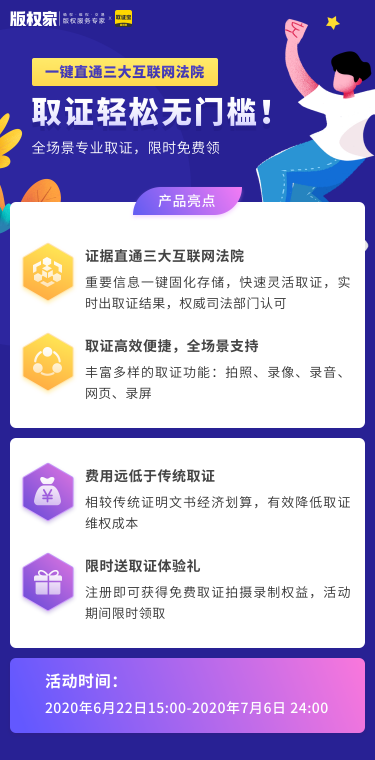 版权家 版权服务专家 × 取证宝
一键直通三大互联网法院
取证轻松无门槛！
全场景专业取证，限时免费领
产品亮点
证据直通三大互联网法院
重要信息一键固化存储，快速灵活取证，实
时出取证结果，权威司法部门认可
取证高效便捷，全场景支持
丰富多样的取证功能：拍照、录像、录音、
网页、录屏
费用远低于传统取证
相较传统证明文书经济划算，有效降低取证
维权成本
限时送取证体验礼
注册即可获得免费取证拍摄录制权益，活动
期间限时领取
活动时间：
2020年6月22日15:00-2020年7月6日 24:00